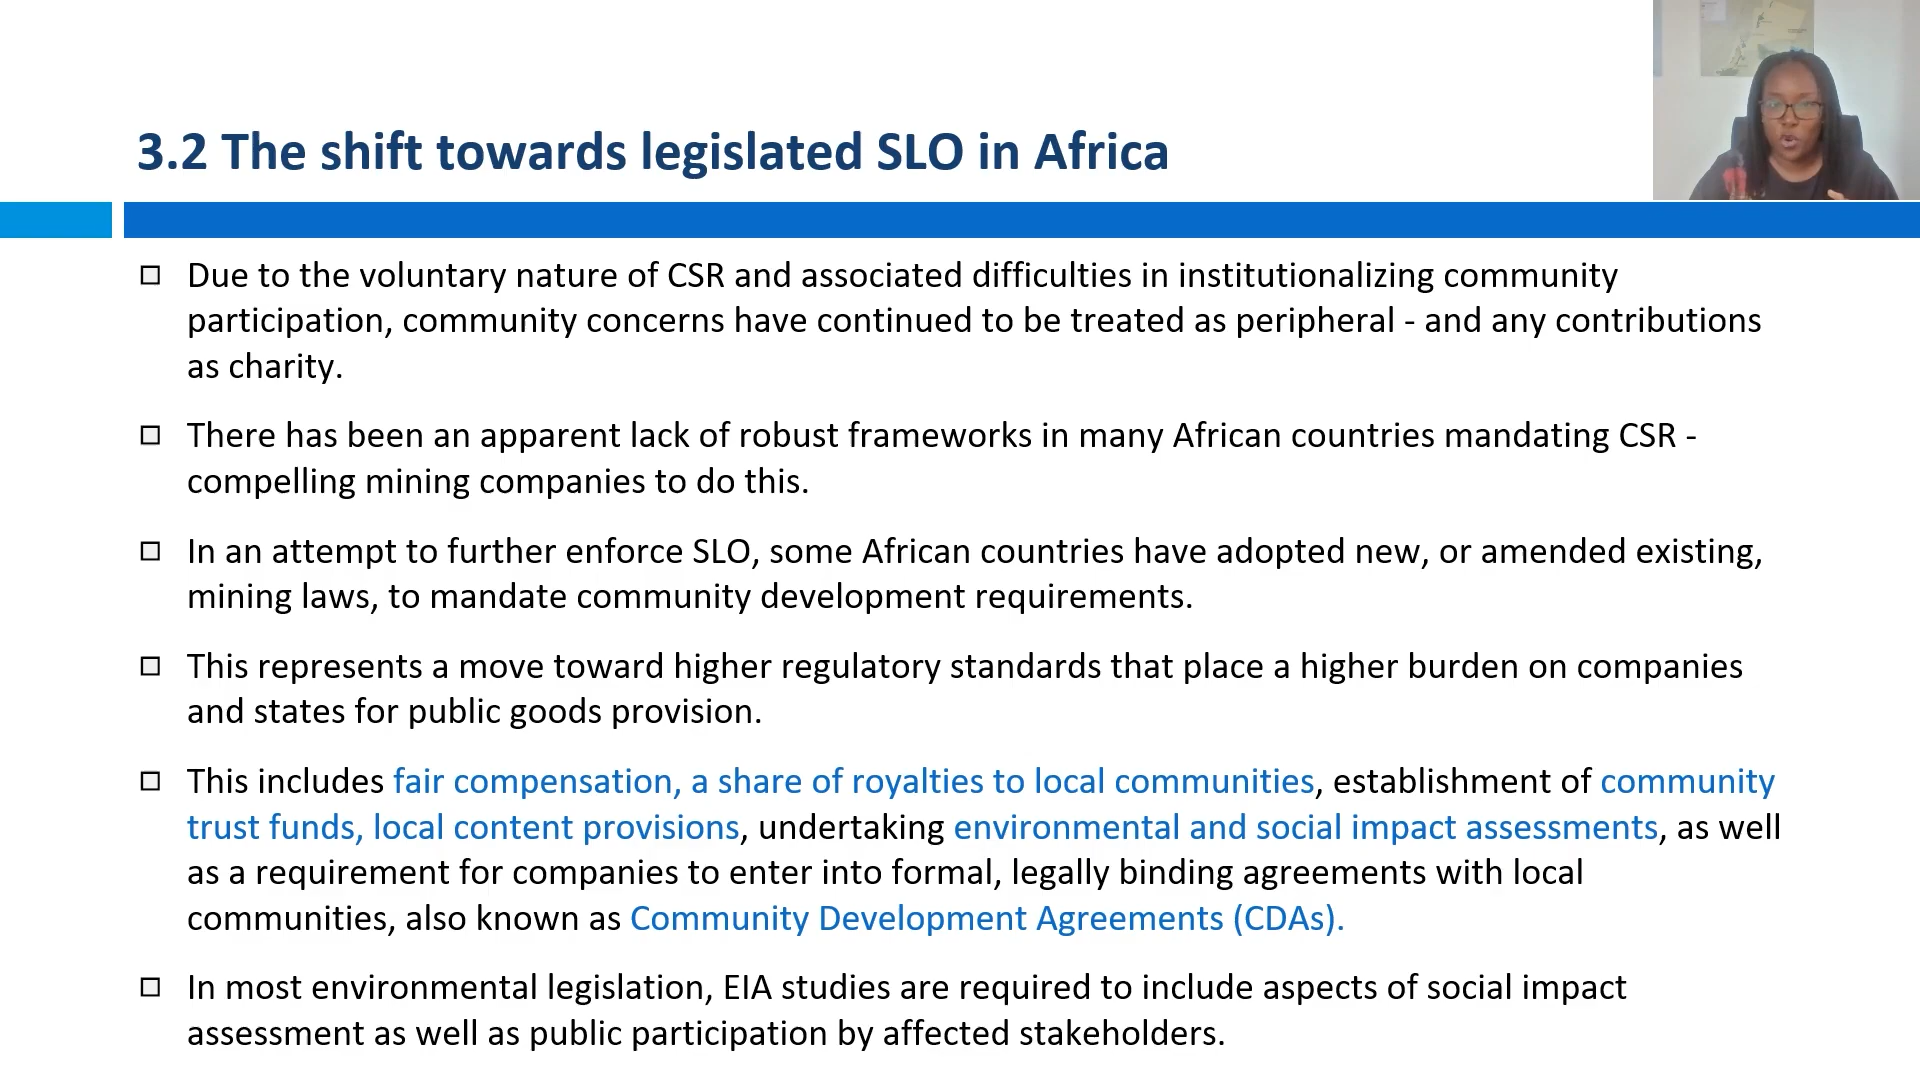 3.2 The shift towards legislated SLO in Africa
Due to the voluntary nature of CSR and associated difficulties in institutionalizing community
participation, community concerns have continued to be treated as peripheral - and any contributions
as charity.
There has been an apparent lack of robust frameworks in many African countries mandating CSR -
compelling mining companies to do this.
In an attempt to further enforce SLO, some African countries have adopted new, or amended existing,
mining laws, to mandate community development requirements.
This represents a move toward higher regulatory standards that place a higher burden on companies
and states for public goods provision.
This includes fair compensation, a share of royalties to local communities, establishment of community
trust funds, local content provisions, undertaking environmental and social impact assessments, as well
as a requirement for companies to enter into formal, legally binding agreements with local
communities, also known as Community Development Agreements (CDAs).
In most environmental legislation, EIA studies are required to include aspects of social impact
assessment as well as public participation by affected stakeholders.